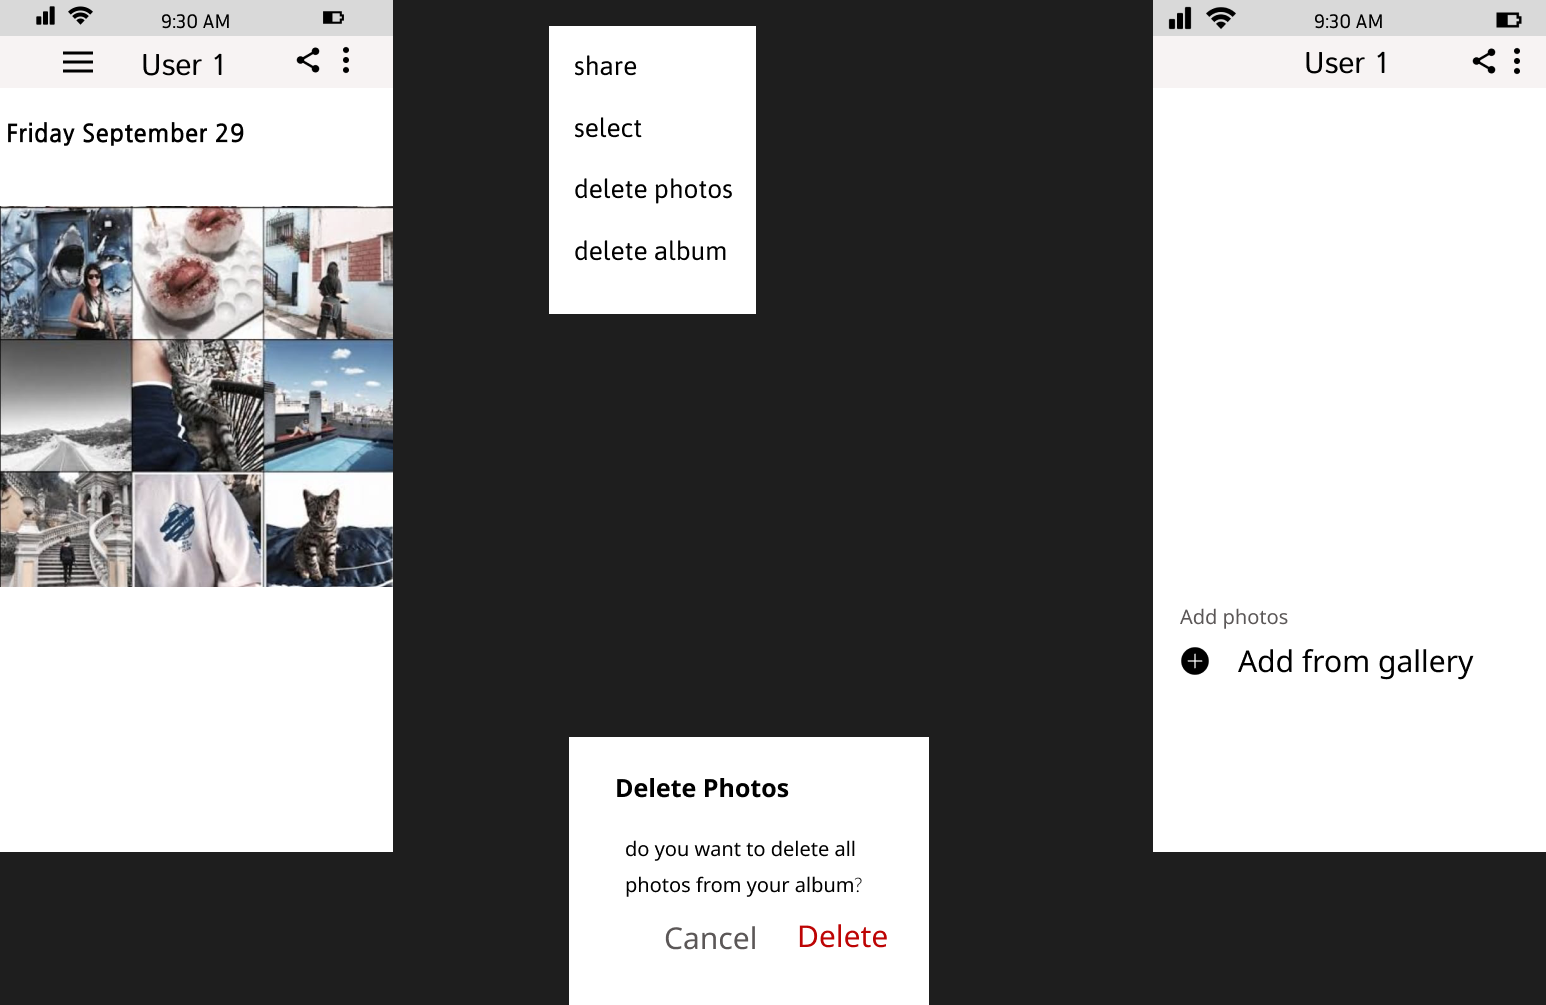 9:30 AM
User 1
Friday September 29
share
select
delete photos
delete album
Delete Photos
do you want to delete all
photos from your album?
Cancel Delete
9:30 AM
User 1
Add photos
Add from gallery